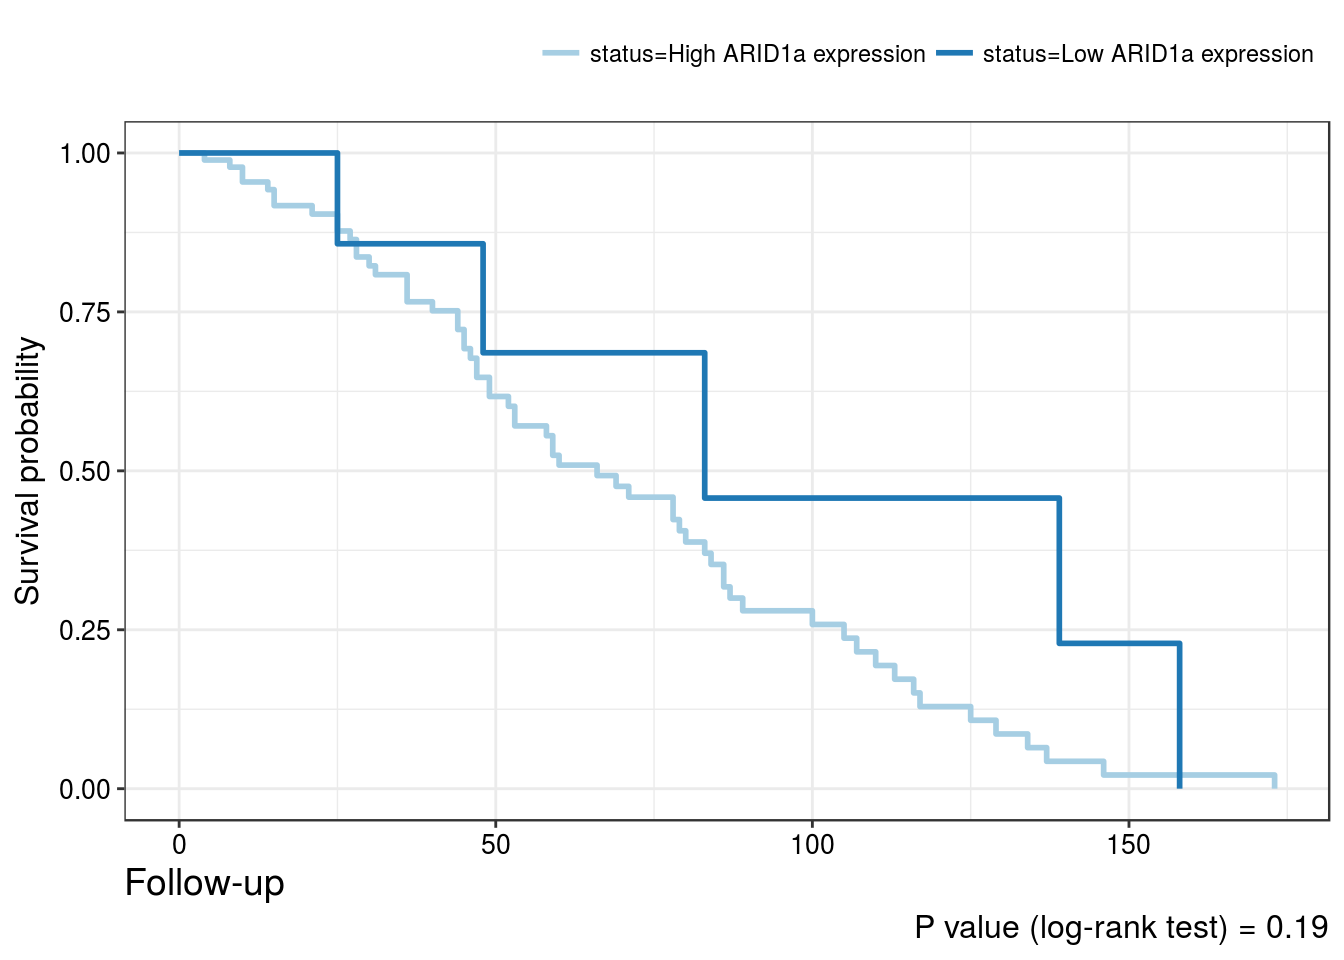 status=High ARID1a expression status=Low ARID1a expression
1.00
0.75
0.50
0.25
0.00
Survival probability
0 50 100 150
Follow-up
P value (log-rank test) = 0.19